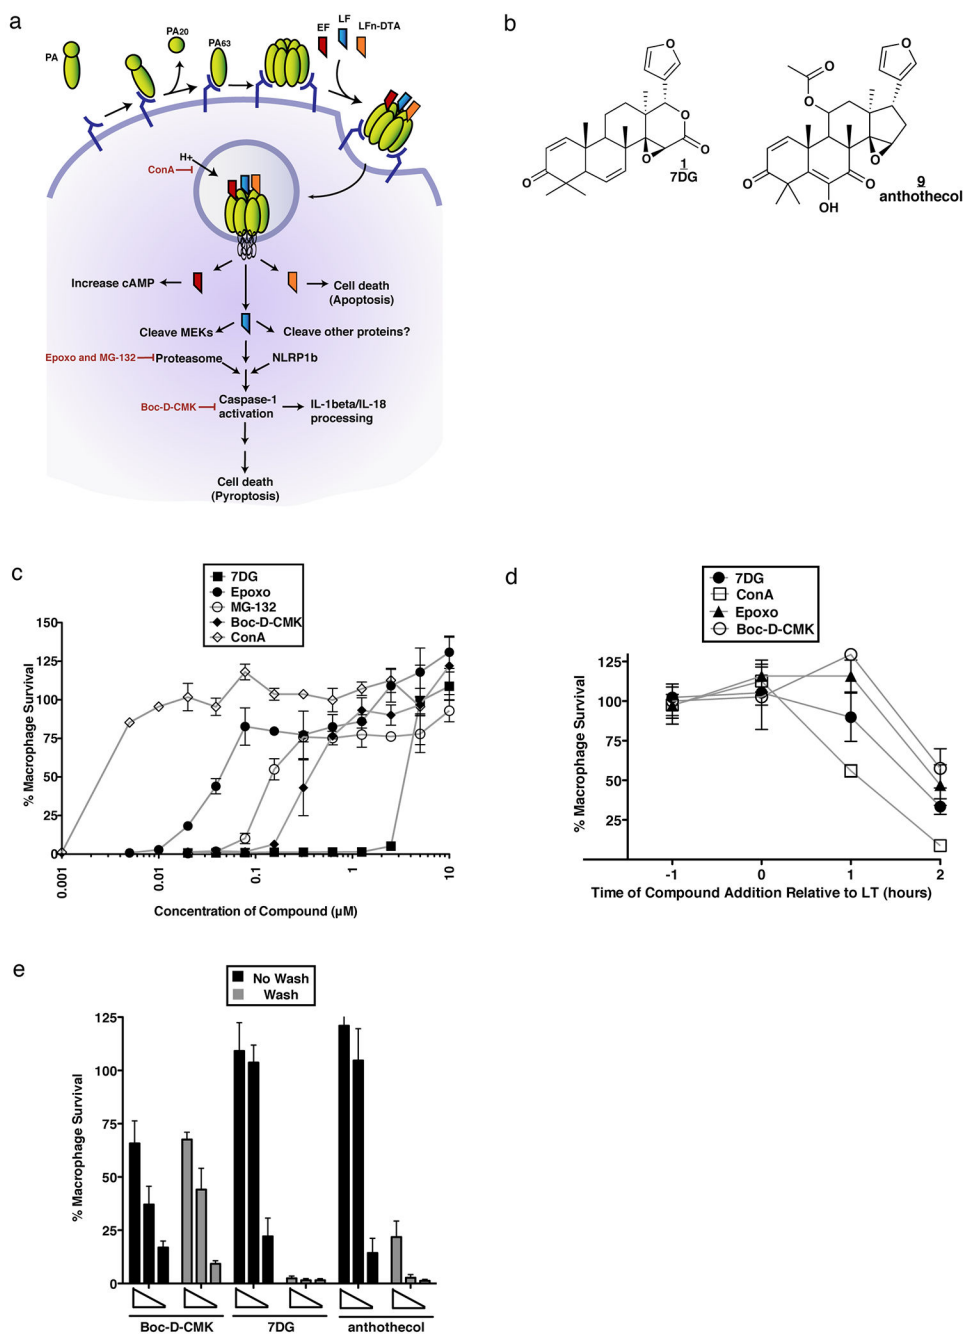 a
PA
PA20
PA63
EF
LF
LFn-DTA
H+
ConA
Increase cAMP
Cell death
(Apoptosis)
Cleave MEKs
Cleave other proteins?
Epoxo and MG-132
Proteasome
NLRP1b
Boc-D-CMK
Caspase-1
activation
IL-1beta/IL-18
processing
Cell death
(Pyroptosis)
b
O
O
O
O
O
1
7DG
O
O
O
O
O
O
OH
9
anthothecol
c
7DG
Epoxo
MG-132
Boc-D-CMK
ConA
% Macrophage Survival
150
125
100
75
50
25
0
0.001
0.01
0.1
1
10
Concentration of Compound (µM)
d
7DG
ConA
Epoxo
Boc-D-CMK
% Macrophage Survival
125
100
75
50
25
-1
0
1
2
Time of Compound Addition Relative to LT (hours)
e
No Wash
Wash
% Macrophage Survival
125
75
50
25
0
Boc-D-CMK
7DG
anthothecol